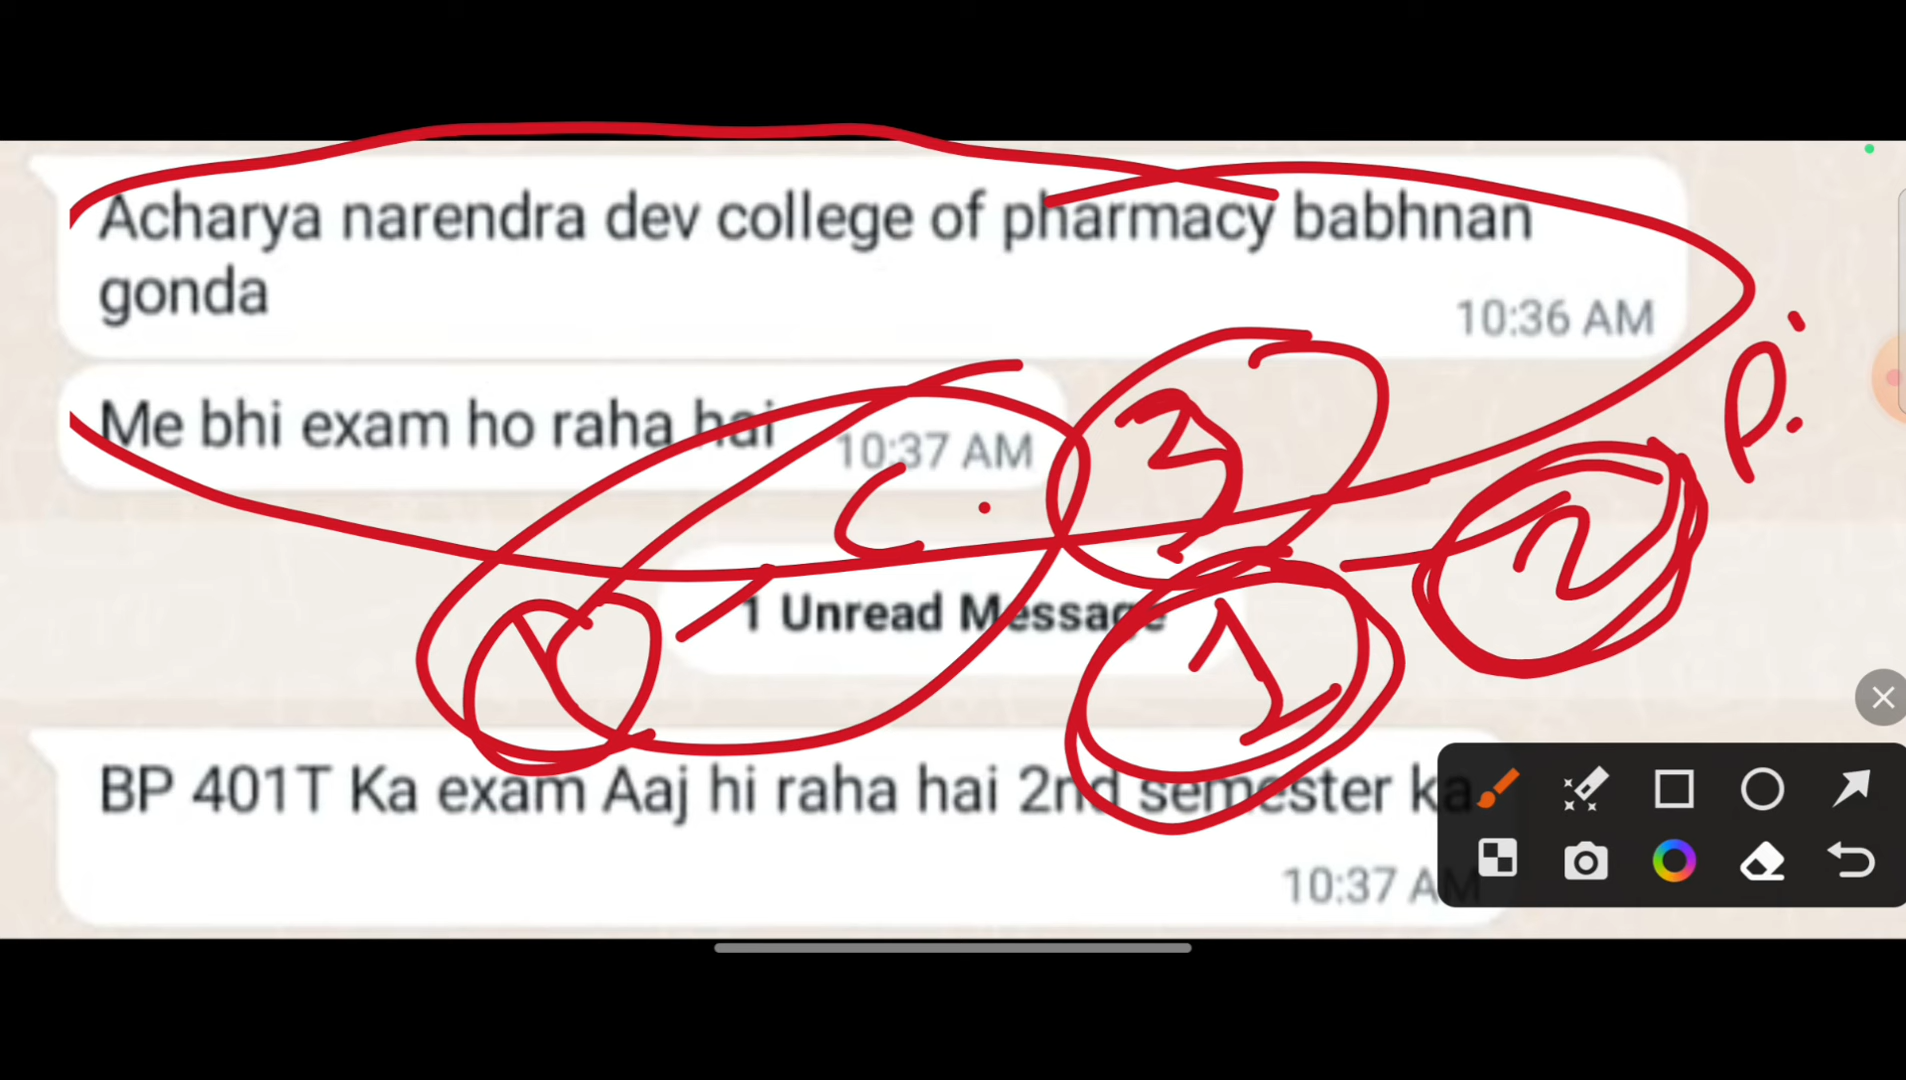 Acharya narendra dev college of pharmacy babhnan
gonda
10:36 AM
Me bhi exam ho raha hai
10:37 AM
1 Unread Message
BP 401T Ka exam Aaj hi raha hai 2nd semester ka
10:37 AM
3
2
1
P.